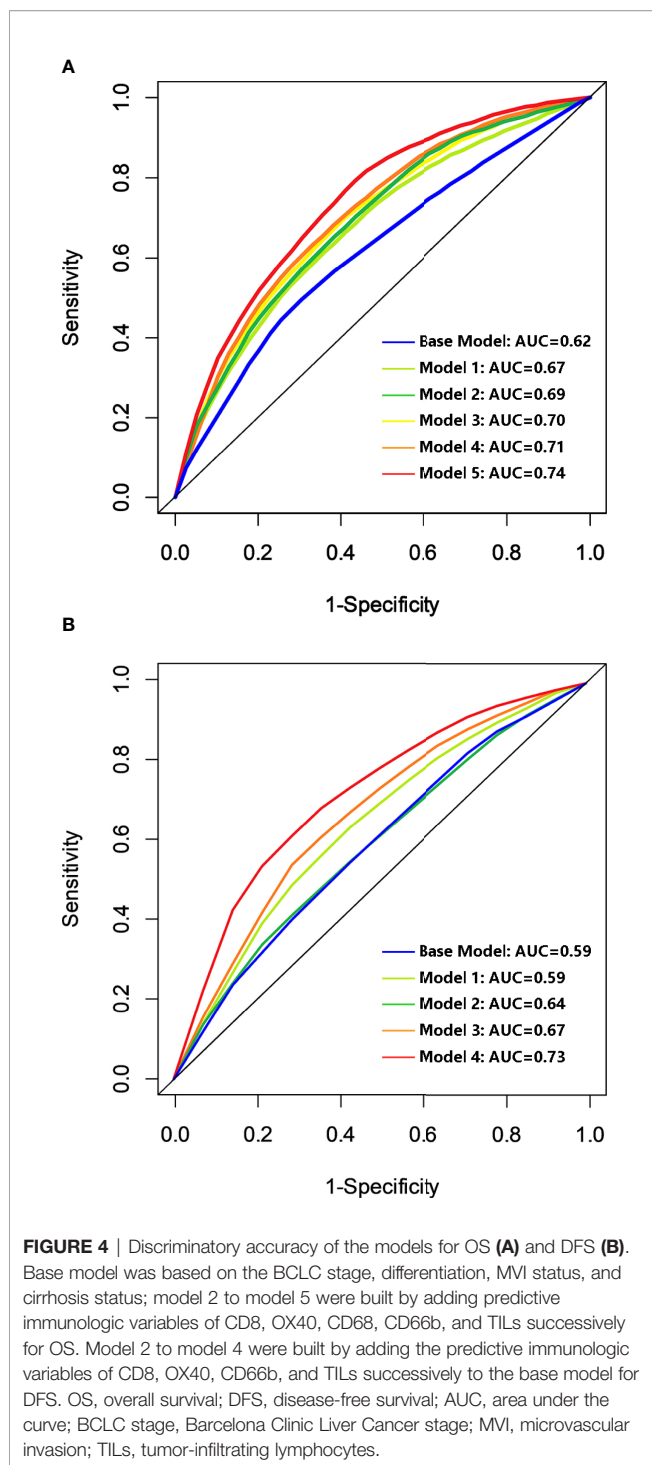 A
Sensitivity
1.0
0.8
0.6
0.4
0.2
0.0
Base Model: AUC=0.62
Model 1: AUC=0.67
Model 2: AUC=0.69
Model 3: AUC=0.70
Model 4: AUC=0.71
Model 5: AUC=0.74
0.0 0.2 0.4 0.6 0.8 1.0
1-Specificity
B
Sensitivity
1.0
0.8
0.6
0.4
0.2
0.0
Base Model: AUC=0.59
Model 1: AUC=0.59
Model 2: AUC=0.64
Model 3: AUC=0.67
Model 4: AUC=0.73
0.0 0.2 0.4 0.6 0.8 1.0
1-Specificity
FIGURE 4 | Discriminatory accuracy of the models for OS (A) and DFS (B).
Base model was based on the BCLC stage, differentiation, MVI status, and
cirrhosis status; model 2 to model 5 were built by adding predictive
immunologic variables of CD8, OX40, CD68, CD66b, and TILs successively
for OS. Model 2 to model 4 were built by adding the predictive immunologic
variables of CD8, OX40, CD66b, and TILs successively to the base model for
DFS. OS, overall survival; DFS, disease-free survival; AUC, area under the
curve; BCLC stage, Barcelona Clinic Liver Cancer stage; MVI, microvascular
invasion; TILs, tumor-infiltrating lymphocytes.